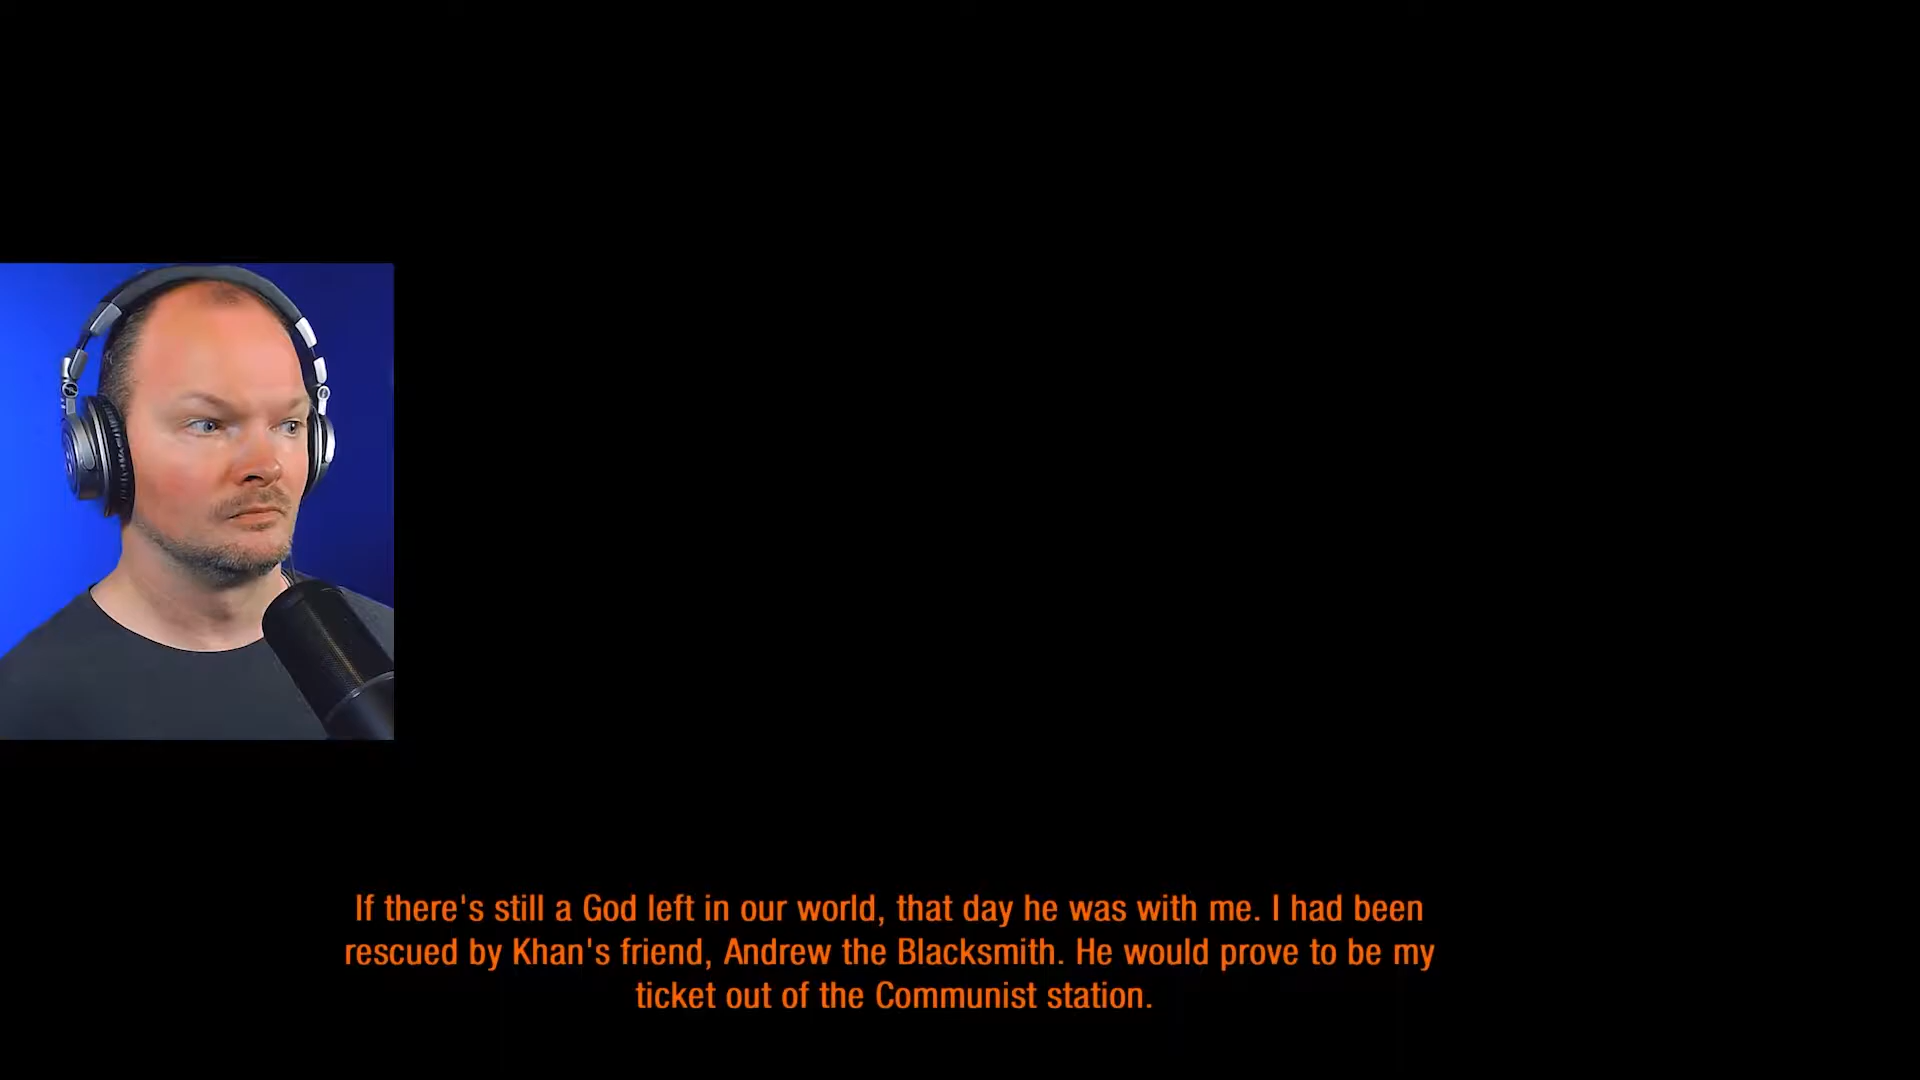 If there's still a God left in our world, that day he was with me. I had been
rescued by Khan's friend, Andrew the Blacksmith. He would prove to be my
ticket out of the Communist station.